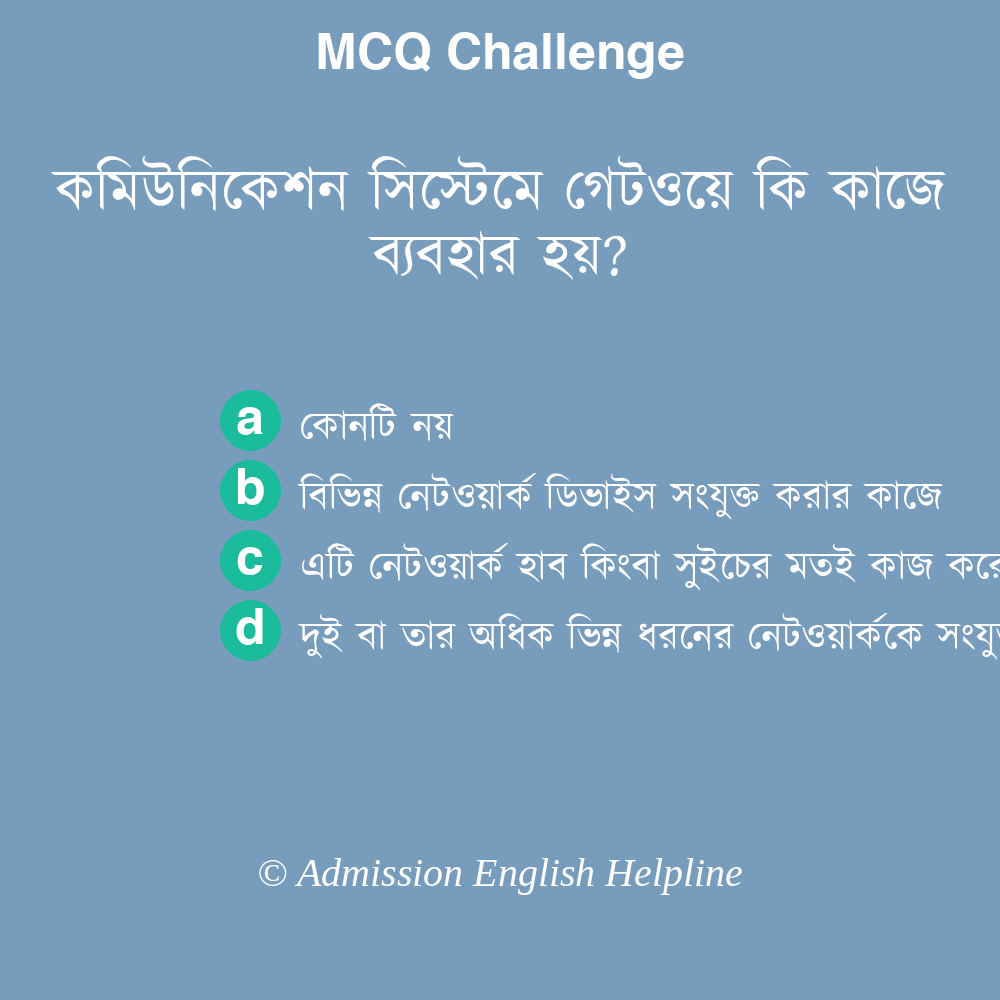 MCQ Challenge
কমিউনিকেশন সিস্টেমে গেটওয়ে কি কাজে
ব্যবহার হয়?
a কোনটি নয়
b বিভিন্ন নেটওয়ার্ক ডিভাইস সংযুক্ত করার কাজে
c এটি নেটওয়ার্ক হাব কিংবা সুইচের মতই কাজ করে
d দুই বা তার অধিক ভিন্ন ধরনের নেটওয়ার্ককে
© Admission English Helpline